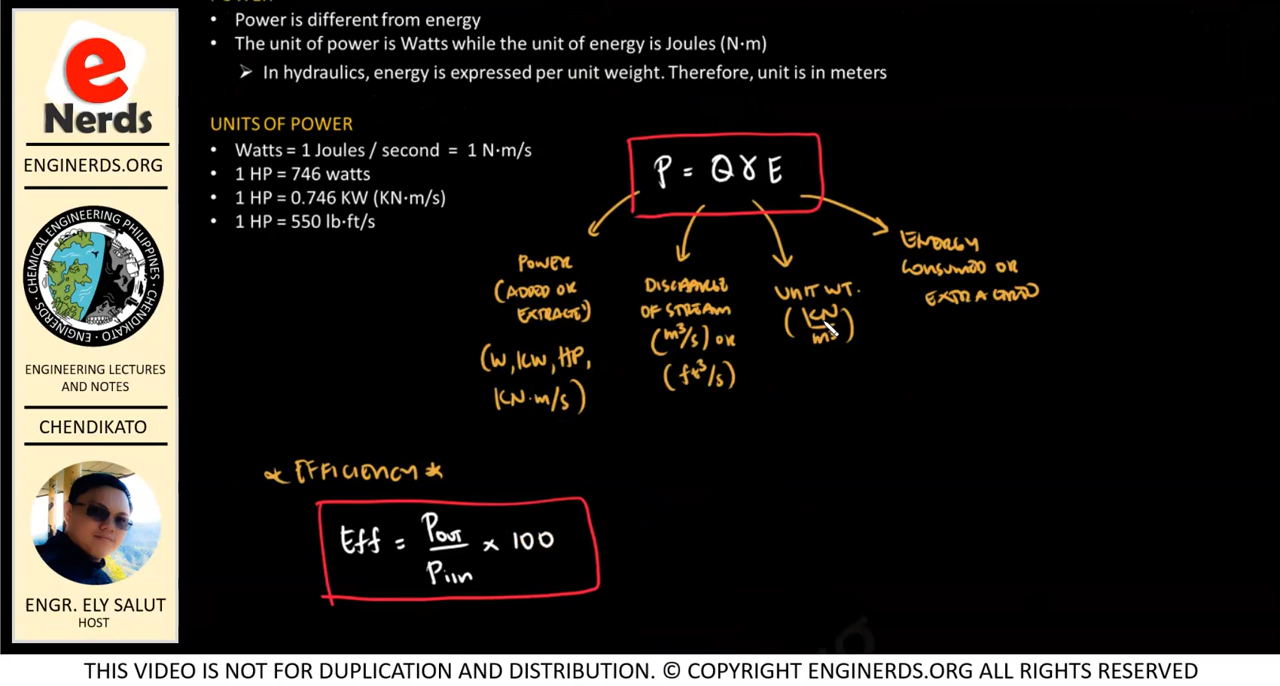 e
Nerds
ENGINERDS.ORG
CHEMICAL ENGINEERING PHILIPPINES
CHENDIKATO
ENGINEERING LECTURES
AND NOTES
CHENDIKATO
ENGR. ELY SALUT
HOST
• Power is different from energy
• The unit of power is Watts while the unit of energy is Joules (N·m)
➢ In hydraulics, energy is expressed per unit weight. Therefore, unit is in meters
UNITS OF POWER
• Watts = 1 Joules / second = 1 N·m/s
• 1 HP = 746 watts
• 1 HP = 0.746 KW (KN·m/s)
• 1 HP = 550 lb·ft/s
P = QγE
POWER
(ADDED OR
EXTRACT)
(W, KW, HP,
KN·m/s)
DISCHARGE
OF STREAM
(m³/s) OR
(ft³/s)
UNIT WT.
(KN
m³)
ENERGY
CONSUMED OR
EXTRACTED
* EFFICIENCY *
Eff = Pout × 100
Pin
THIS VIDEO IS NOT FOR DUPLICATION AND DISTRIBUTION. © COPYRIGHT ENGINERDS.ORG ALL RIGHTS RESERVED